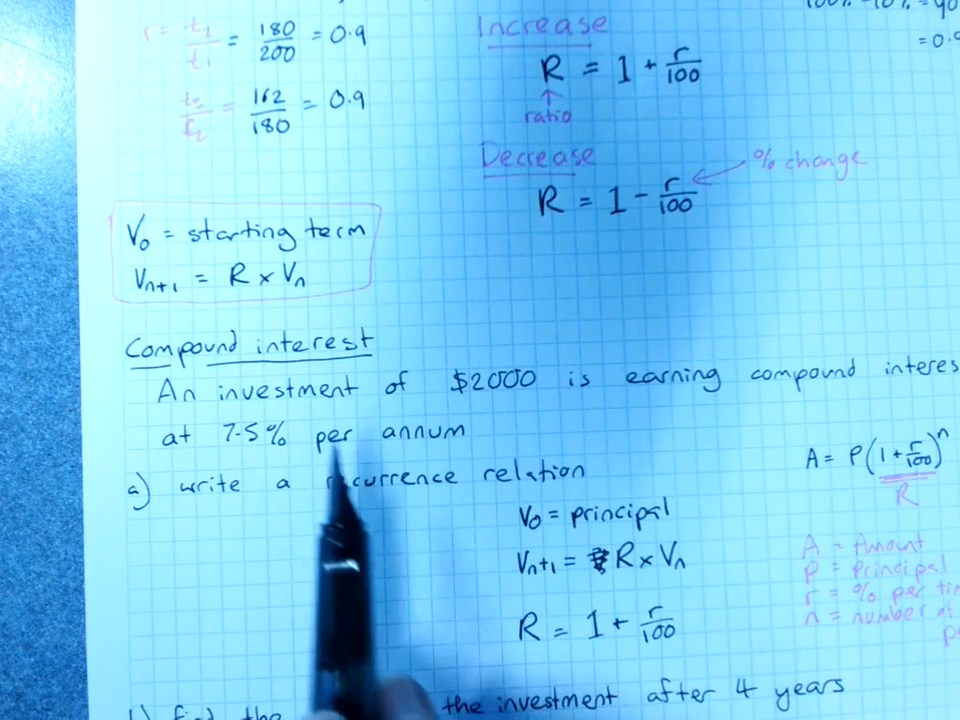 r = t2/t1 = 180/200 = 0.9
t3/t2 = 162/180 = 0.9
Increase
R = 1 + r/100
↑
ratio
Decrease
R = 1 - r/100
% change
= 0.9
V0 = starting term
Vn+1 = R × Vn
Compound interest
An investment of $2000 is earning compound interes
at 7.5% per annum
a) write a recurrence relation
V0 = principal
Vn+1 = R × Vn
R = 1 + r/100
A = P(1 + r/100)^n
R
A = Amount
P = Principal
r = % per tim
n = number of
the investment after 4 years